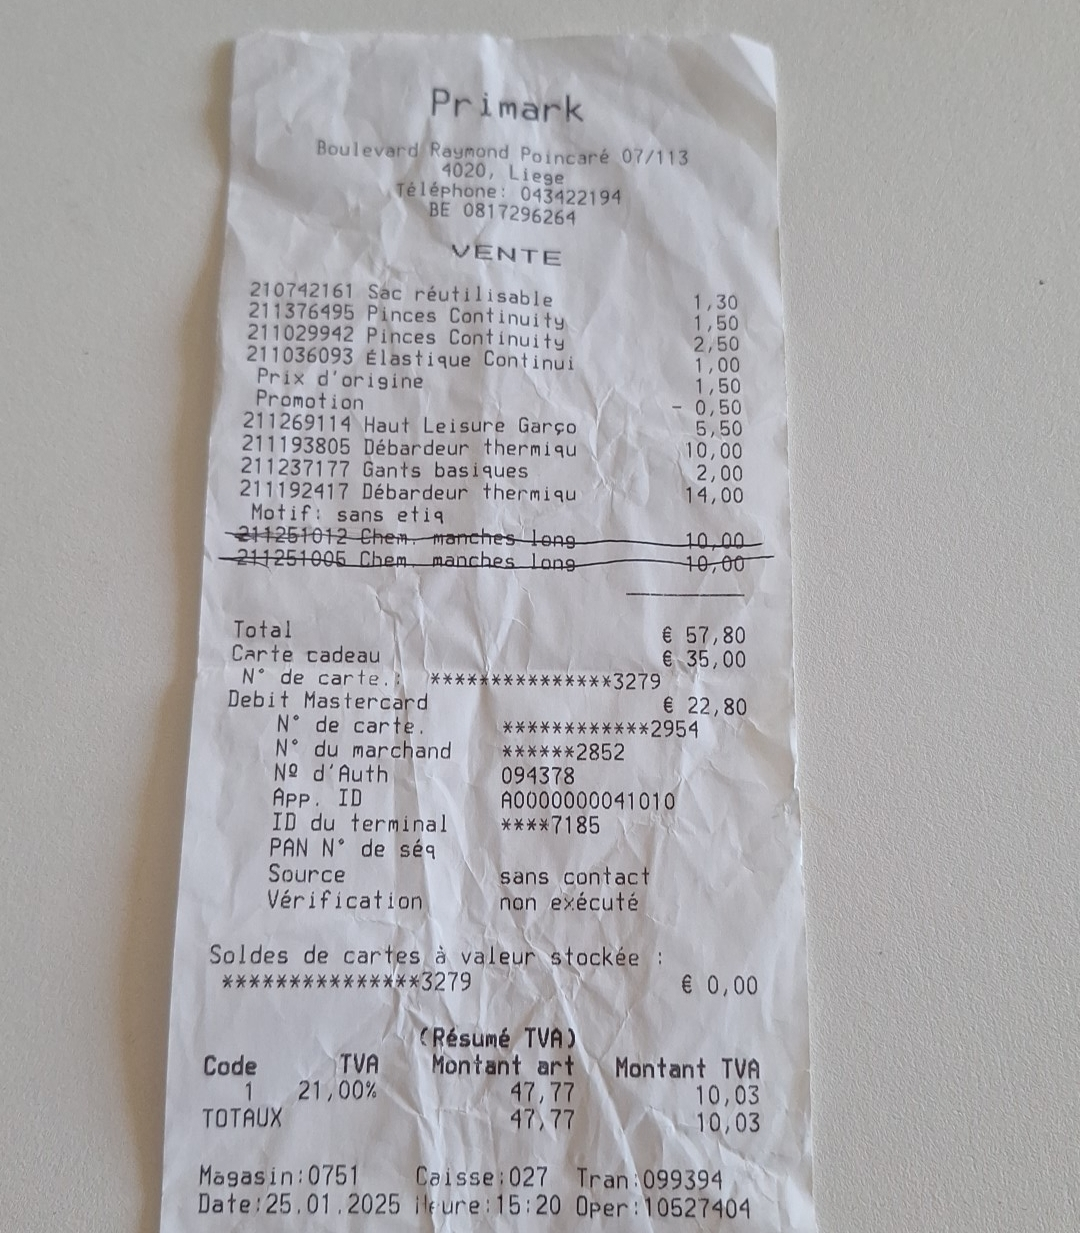 Primark
Boulevard Raymond Poincaré 07/113
4020, Liege
Téléphone: 043422194
BE 0817296264
VENTE
210742161 Sac réutilisable 1,30
211376495 Pinces Continuity 1,50
211029942 Pinces Continuity 2,50
211036093 Élastique Continui 1,00
Prix d'origine 1,50
Promotion - 0,50
211269114 Haut Leisure Garço 5,50
211193805 Débardeur thermiqu 10,00
211237177 Gants basiques 2,00
211192417 Débardeur thermiqu 14,00
Motif: sans etiq
211251012 Chem. manches long 10,00
211251005 Chem. manches long 10,00
Total € 57,80
Carte cadeau € 35,00
N° de carte.: ***************3279
Debit Mastercard € 22,80
N° de carte. ************2954
N° du marchand ******2852
Nº d'Auth 094378
App. ID A0000000041010
ID du terminal ****7185
PAN N° de séq
Source sans contact
Vérification non exécuté
Soldes de cartes à valeur stockée :
***************3279 € 0,00
(Résumé TVA)
Code TVA Montant art Montant TVA
1 21,00% 47,77 10,03
TOTAUX 47,77 10,03
Magasin:0751 Caisse:027 Tran:099394
Date:25.01.2025 Heure:15:20 Oper:10527404